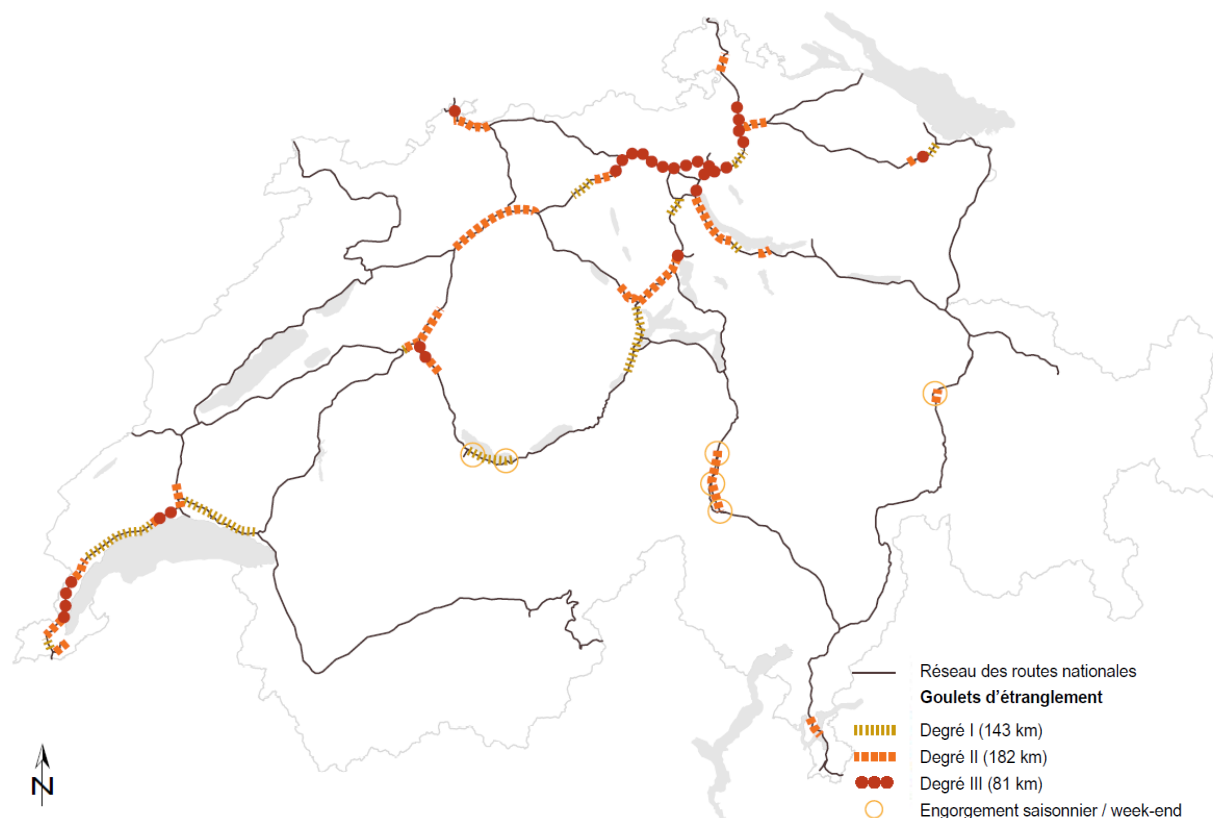 Réseau des routes nationales
Goulets d'étranglement
Degré I (143 km)
Degré II (182 km)
Degré III (81 km)
Engorgement saisonnier / week-end
N